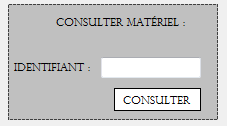 CONSULTER MATÉRIEL :
IDENTIFIANT :
CONSULTER